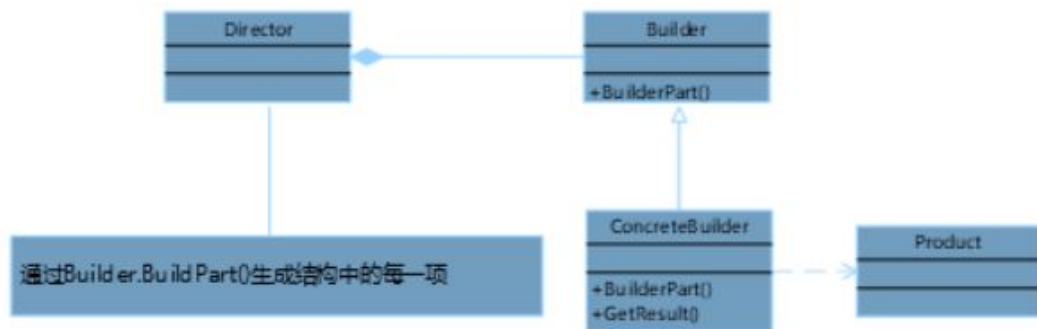 Director
Builder
+BuilderPart()
通过Builder.BuildPart()生成结构中的每一项
ConcreteBuilder
+BuilderPart()
+GetResult()
Product